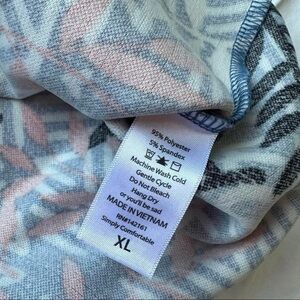 95% Polyester
5% Spandex
Machine Wash Cold
Gentle Cycle
Do Not Bleach
Hang Dry
or you'll be sad
MADE IN VIETNAM
RN#142161
Simply Comfortable
XL